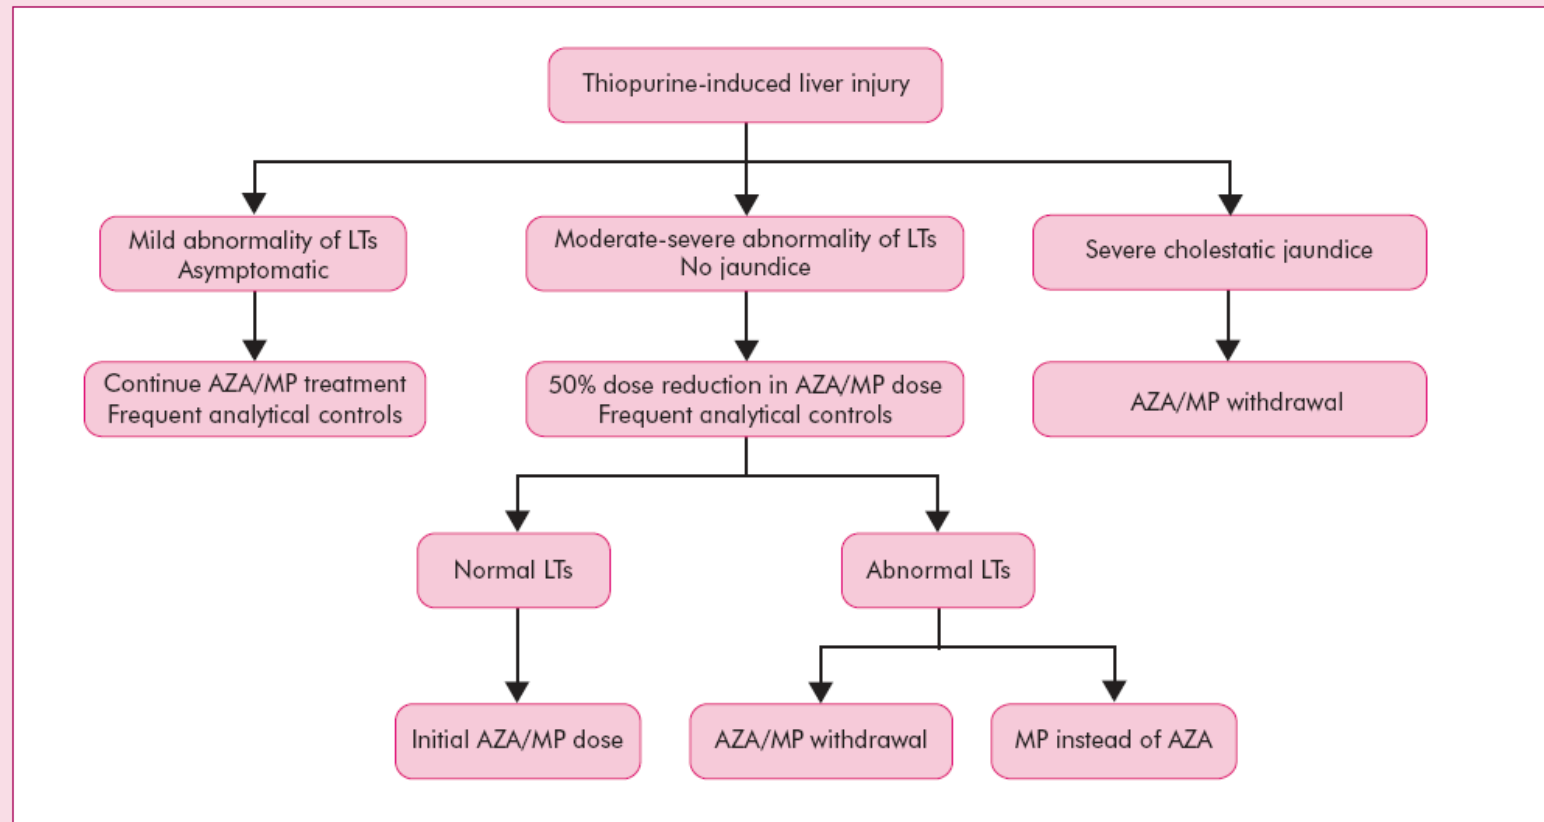 Thiopurine-induced liver injury
Mild abnormality of LTs
Asymptomatic
Moderate-severe abnormality of LTs
No jaundice
Severe cholestatic jaundice
Continue AZA/MP treatment
Frequent analytical controls
50% dose reduction in AZA/MP dose
Frequent analytical controls
AZA/MP withdrawal
Normal LTs
Abnormal LTs
Initial AZA/MP dose
AZA/MP withdrawal
MP instead of AZA